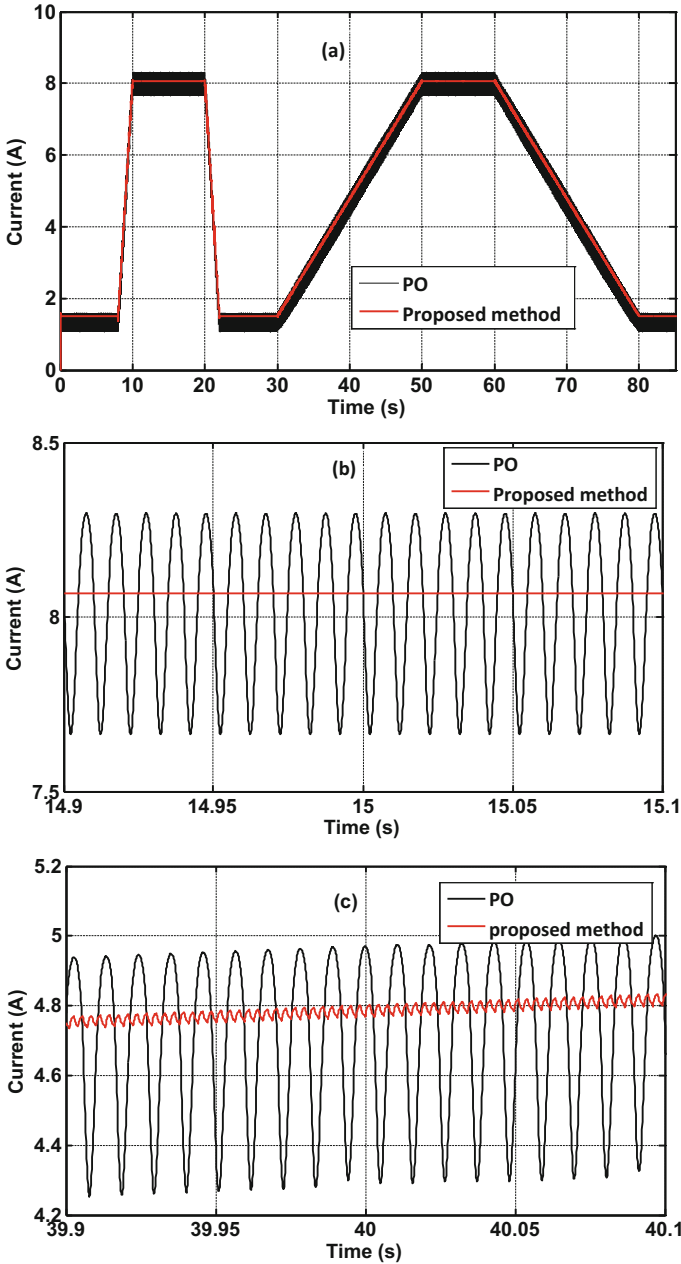 10
(a)
8
6
4
2
0
Current (A)
PO
Proposed method
0 10 20 30 40 50 60 70 80
Time (s)
8.5
(b)
PO
Proposed method
8
7.5
Current (A)
14.9 14.95 15 15.05 15.1
Time (s)
5.2
(c)
PO
proposed method
5
4.8
4.6
4.4
4.2
Current (A)
39.9 39.95 40 40.05 40.1
Time (s)